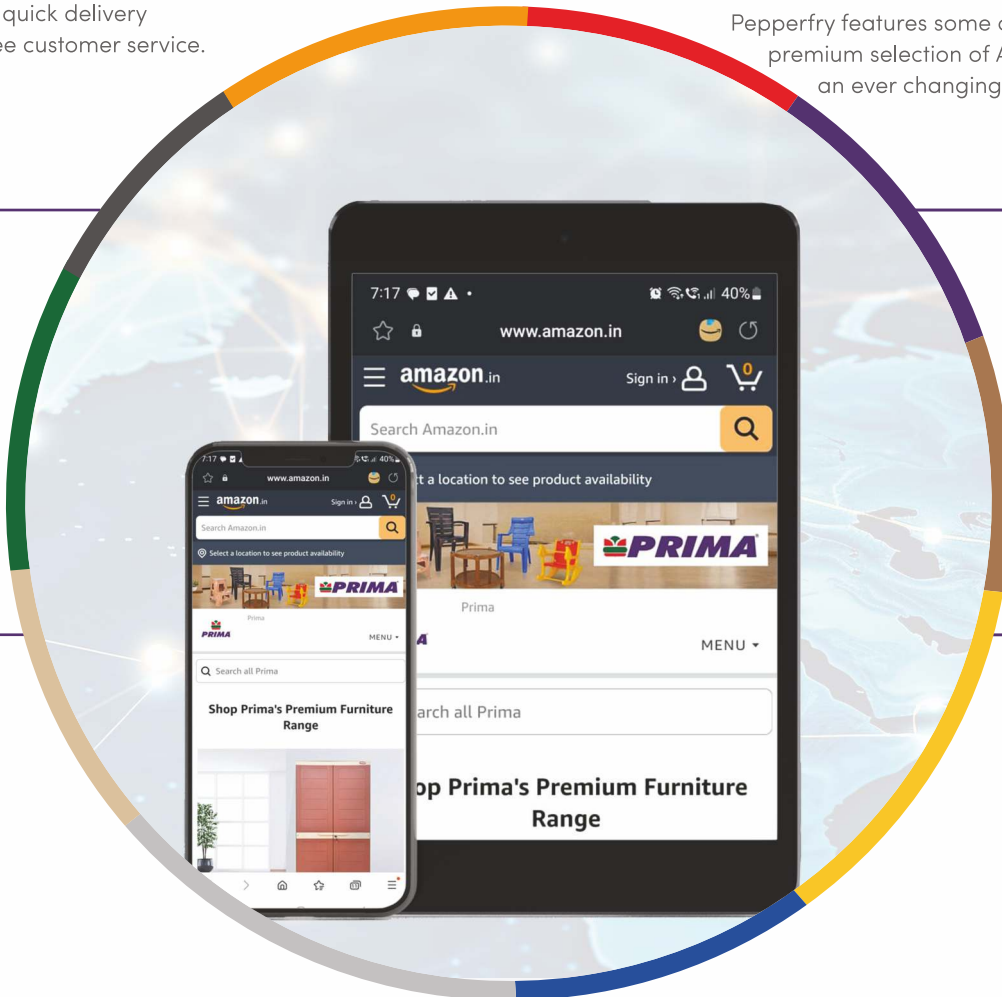 quick delivery
customer service.
Pepperfry features some
premium selection of
an ever changing
7:17
40%
www.amazon.in
amazon.in
Sign in ›
0
Search Amazon.in
a location to see product availability
PRIMA
Prima
MENU
Search all Prima
Prima's Premium Furniture
Range
7:17
40%
www.amazon.in
amazon.in
Sign in ›
0
Search Amazon.in
Select a location to see product availability
PRIMA
Prima
PRIMA
MENU
Search all Prima
Shop Prima's Premium Furniture
Range